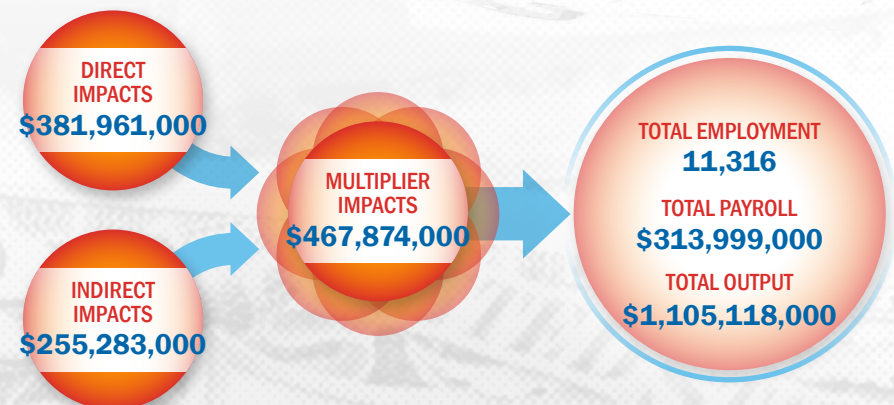 DIRECT
IMPACTS
$381,961,000
INDIRECT
IMPACTS
$255,283,000
MULTIPLIER
IMPACTS
$467,874,000
TOTAL EMPLOYMENT
11,316
TOTAL PAYROLL
$313,999,000
TOTAL OUTPUT
$1,105,118,000